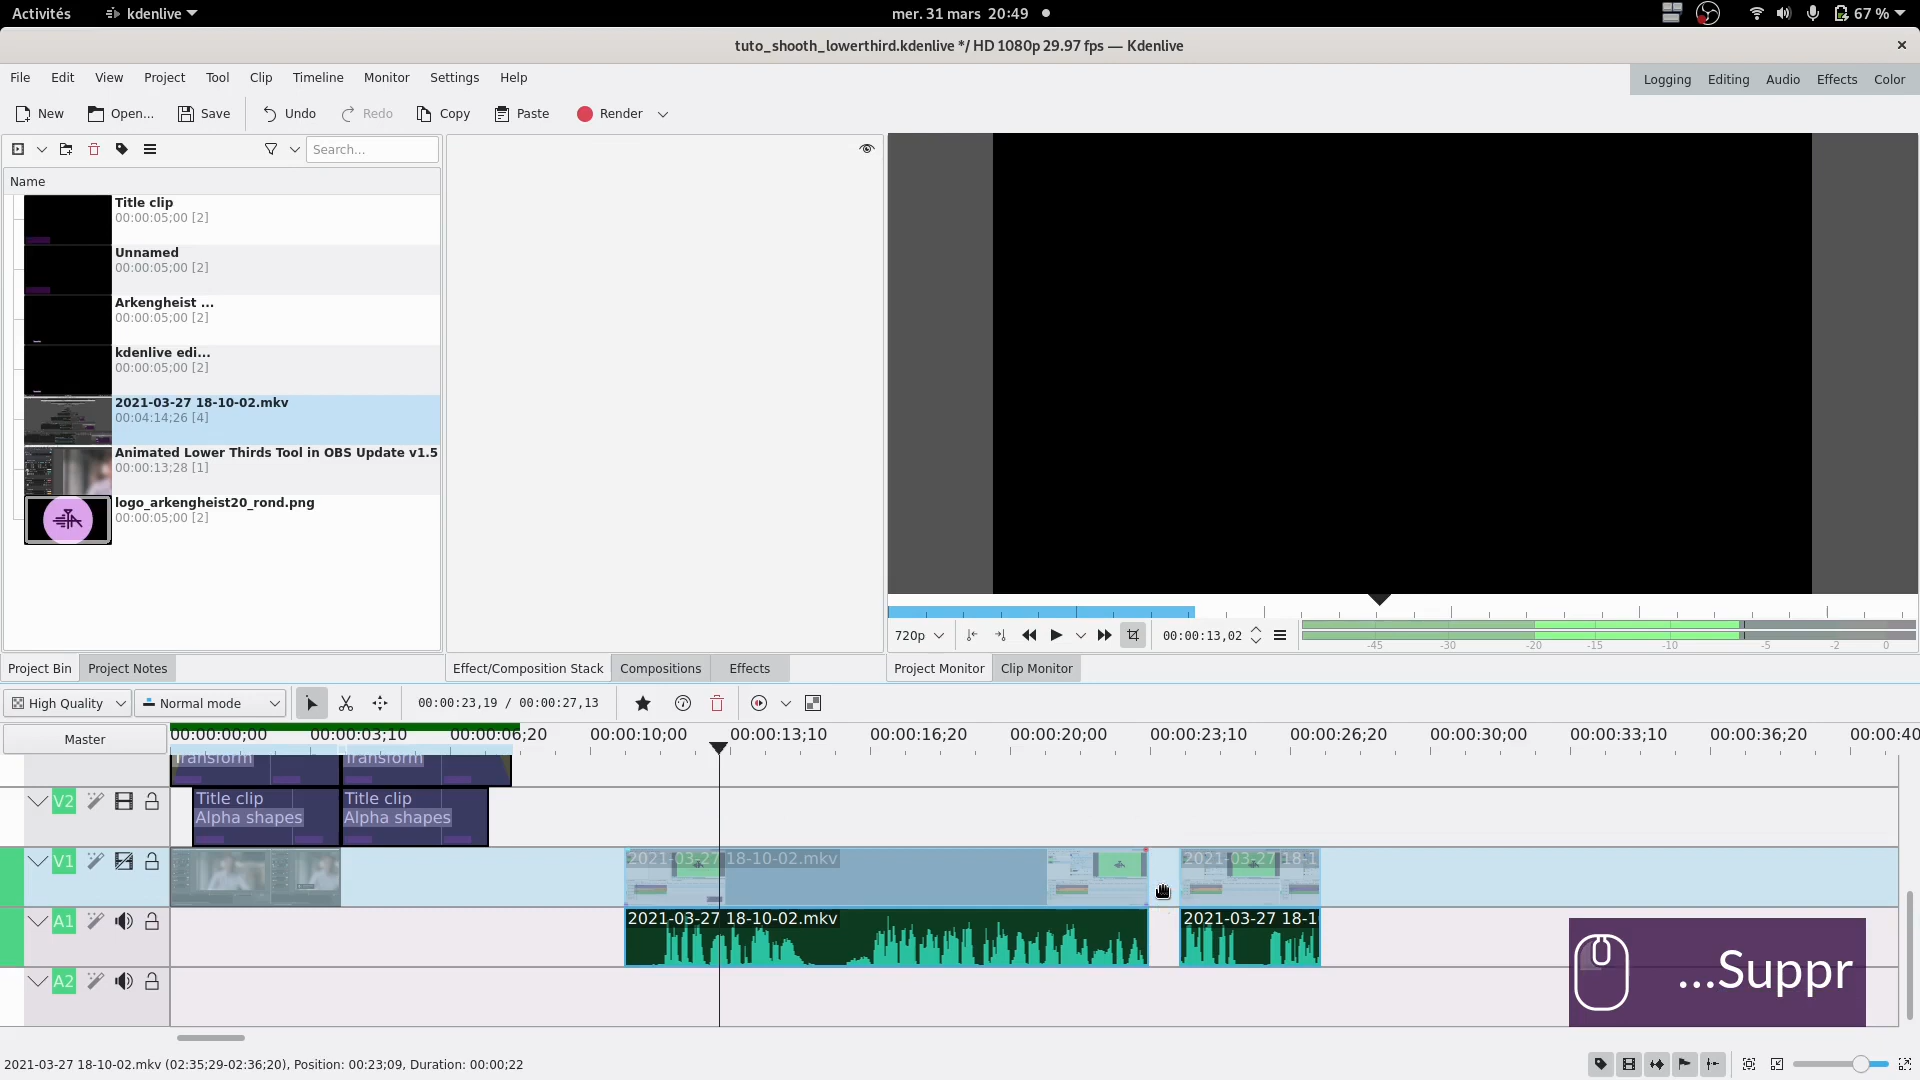 Activités kdenlive mer. 31 mars 20:49 67 %
tuto_shooth_lowerthird.kdenlive */ HD 1080p 29.97 fps — Kdenlive
File Edit View Project Tool Clip Timeline Monitor Settings Help
Logging Editing Audio Effects Color
New Open... Save Undo Redo Copy Paste Render
Search...
Name
Title clip
00:00:05;00 [2]
Unnamed
00:00:05;00 [2]
Arkengheist ...
00:00:05;00 [2]
kdenlive edi...
00:00:05;00 [2]
2021-03-27 18-10-02.mkv
00:04:14;26 [4]
Animated Lower Thirds Tool in OBS Update v1.5
00:00:13;28 [1]
logo_arkengheist20_rond.png
00:00:05;00 [2]
720p 00:00:13,02
-45 -30 -20 -15 -10 -5 -2 0
Project Bin Project Notes Effect/Composition Stack Compositions Effects Project Monitor Clip Monitor
High Quality Normal mode 00:00:23,19 / 00:00:27,13
Master
00:00:00;00 00:00:03;10 00:00:06;20 00:00:10;00 00:00:13;10 00:00:16;20 00:00:20;00 00:00:23;10 00:00:26;20 00:00:30;00 00:00:33;10 00:00:36;20 00:00:40
Transform Transform
V2 Title clip Title clip
Alpha shapes Alpha shapes
V1 2021-03-27 18-10-02.mkv 2021-03-27 18-1
A1 2021-03-27 18-10-02.mkv 2021-03-27 18-1
A2
...Suppr
2021-03-27 18-10-02.mkv (02:35;29-02:36;20), Position: 00:23;09, Duration: 00:00;22